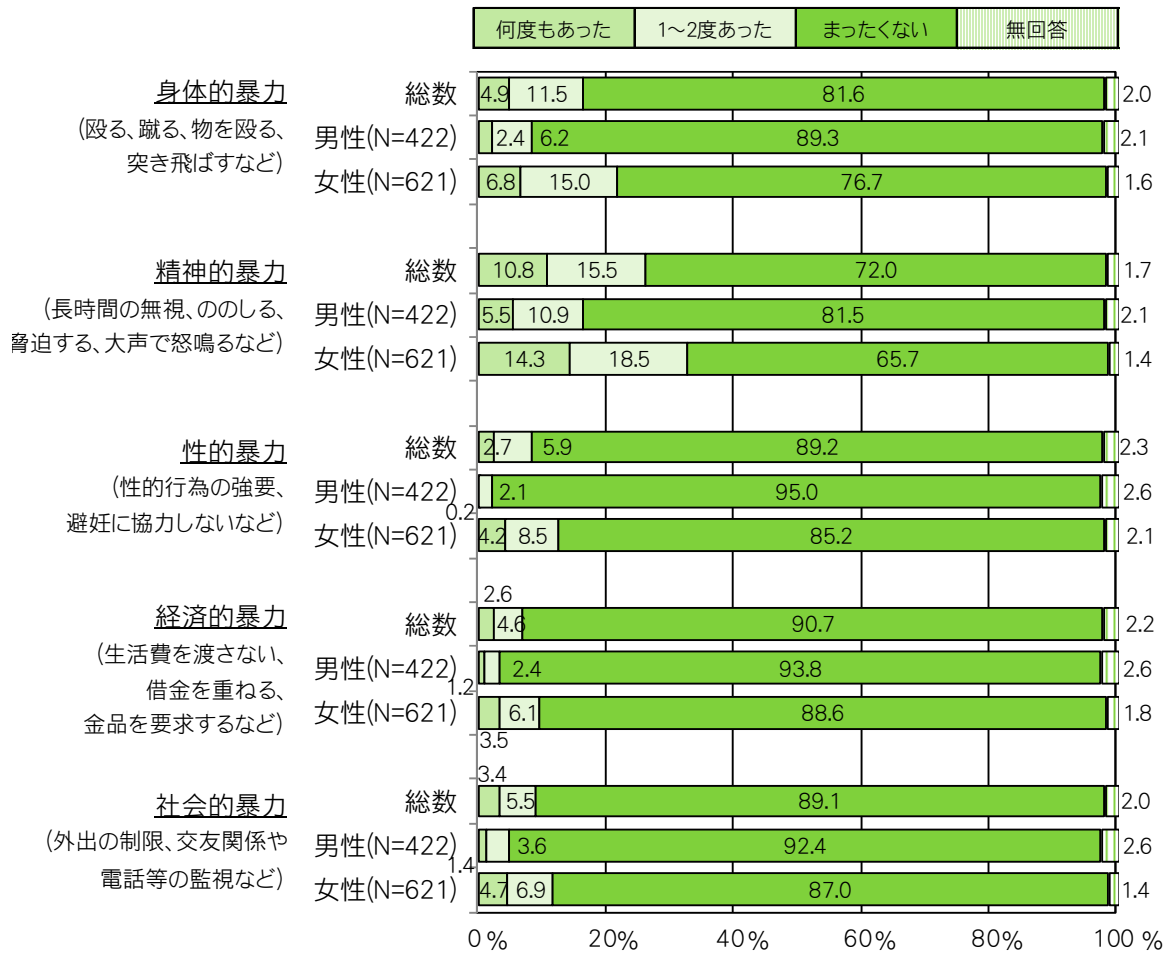 何度もあった 1～2度あった まったくない 無回答
身体的暴力
(殴る、蹴る、物を殴る、
突き飛ばすなど)
総数 4.9 11.5 81.6 2.0
男性(N=422) 2.4 6.2 89.3 2.1
女性(N=621) 6.8 15.0 76.7 1.6
精神的暴力
(長時間の無視、ののしる、
脅迫する、大声で怒鳴るなど)
総数 10.8 15.5 72.0 1.7
男性(N=422) 5.5 10.9 81.5 2.1
女性(N=621) 14.3 18.5 65.7 1.4
性的暴力
(性的行為の強要、
避妊に協力しないなど)
総数 2.7 5.9 89.2 2.3
男性(N=422) 0.2 2.1 95.0 2.6
女性(N=621) 4.2 8.5 85.2 2.1
経済的暴力
(生活費を渡さない、
借金を重ねる、
金品を要求するなど)
総数 2.6 4.6 90.7 2.2
男性(N=422) 1.2 2.4 93.8 2.6
女性(N=621) 3.5 6.1 88.6 1.8
社会的暴力
(外出の制限、交友関係や
電話等の監視など)
総数 3.4 5.5 89.1 2.0
男性(N=422) 1.4 3.6 92.4 2.6
女性(N=621) 4.7 6.9 87.0 1.4
0% 20% 40% 60% 80% 100%